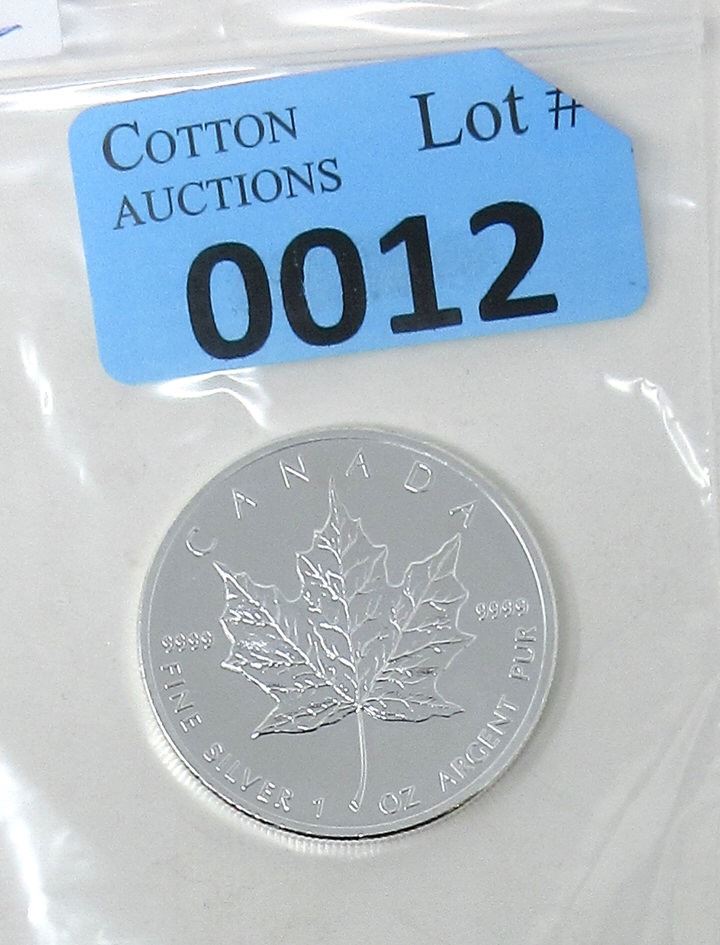 COTTON
AUCTIONS
Lot #
0012
CANADA
9999
9999
FINE SILVER 1 OZ ARGENT PUR